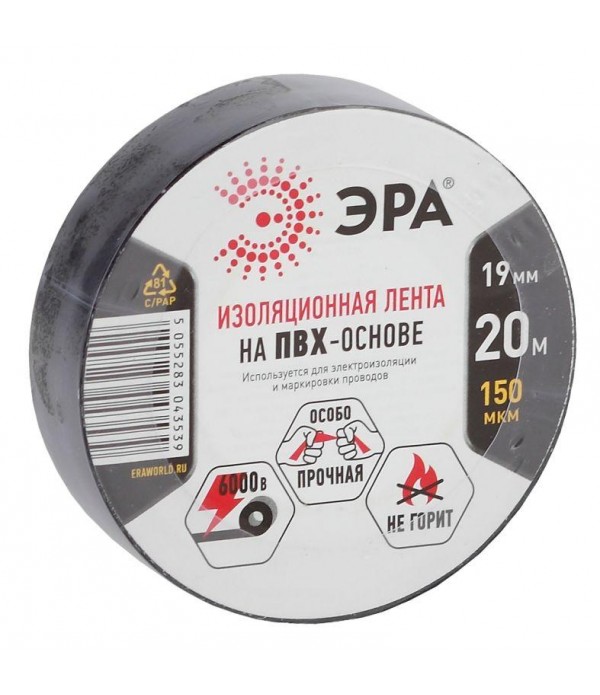 ЭРА®
ИЗОЛЯЦИОННАЯ ЛЕНТА
НА ПВХ-ОСНОВЕ
Используется для электроизоляции
и маркировки проводов
19мм
20м
150
МКМ
81
C/PAP
5 055283 043539
ERAWORLD.RU
6000В
ОСОБО
ПРОЧНАЯ
НЕ ГОРИТ